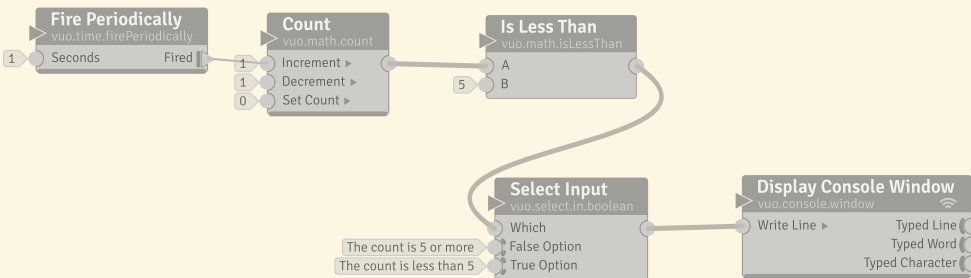 Fire Periodically
vuo.time.firePeriodically
1
Seconds
Fired
Count
vuo.math.count
1
Increment
1
Decrement
0
Set Count
Is Less Than
vuo.math.isLessThan
A
5
B
Select Input
vuo.select.in.boolean
Which
The count is 5 or more
False Option
The count is less than 5
True Option
Display Console Window
vuo.console.window
Write Line
Typed Line
Typed Word
Typed Character